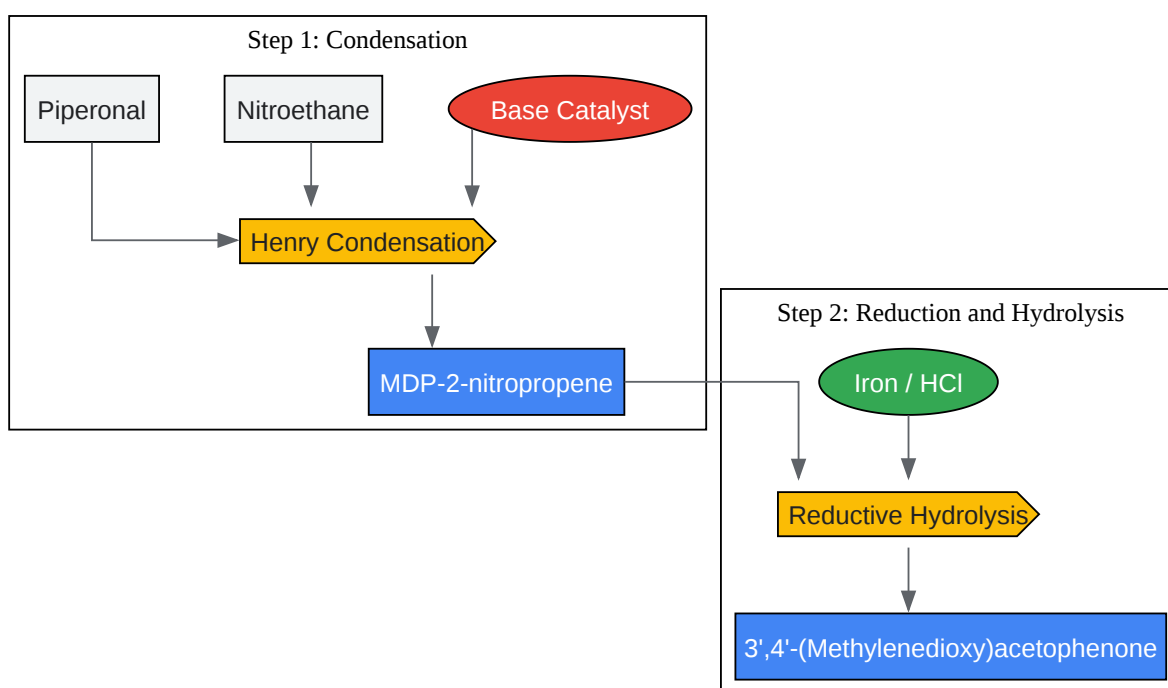 Step 1: Condensation
Piperonal
Nitroethane
Base Catalyst
Henry Condensation
MDP-2-nitropropene
Step 2: Reduction and Hydrolysis
Iron / HCl
Reductive Hydrolysis
3',4'-(Methylenedioxy)acetophenone